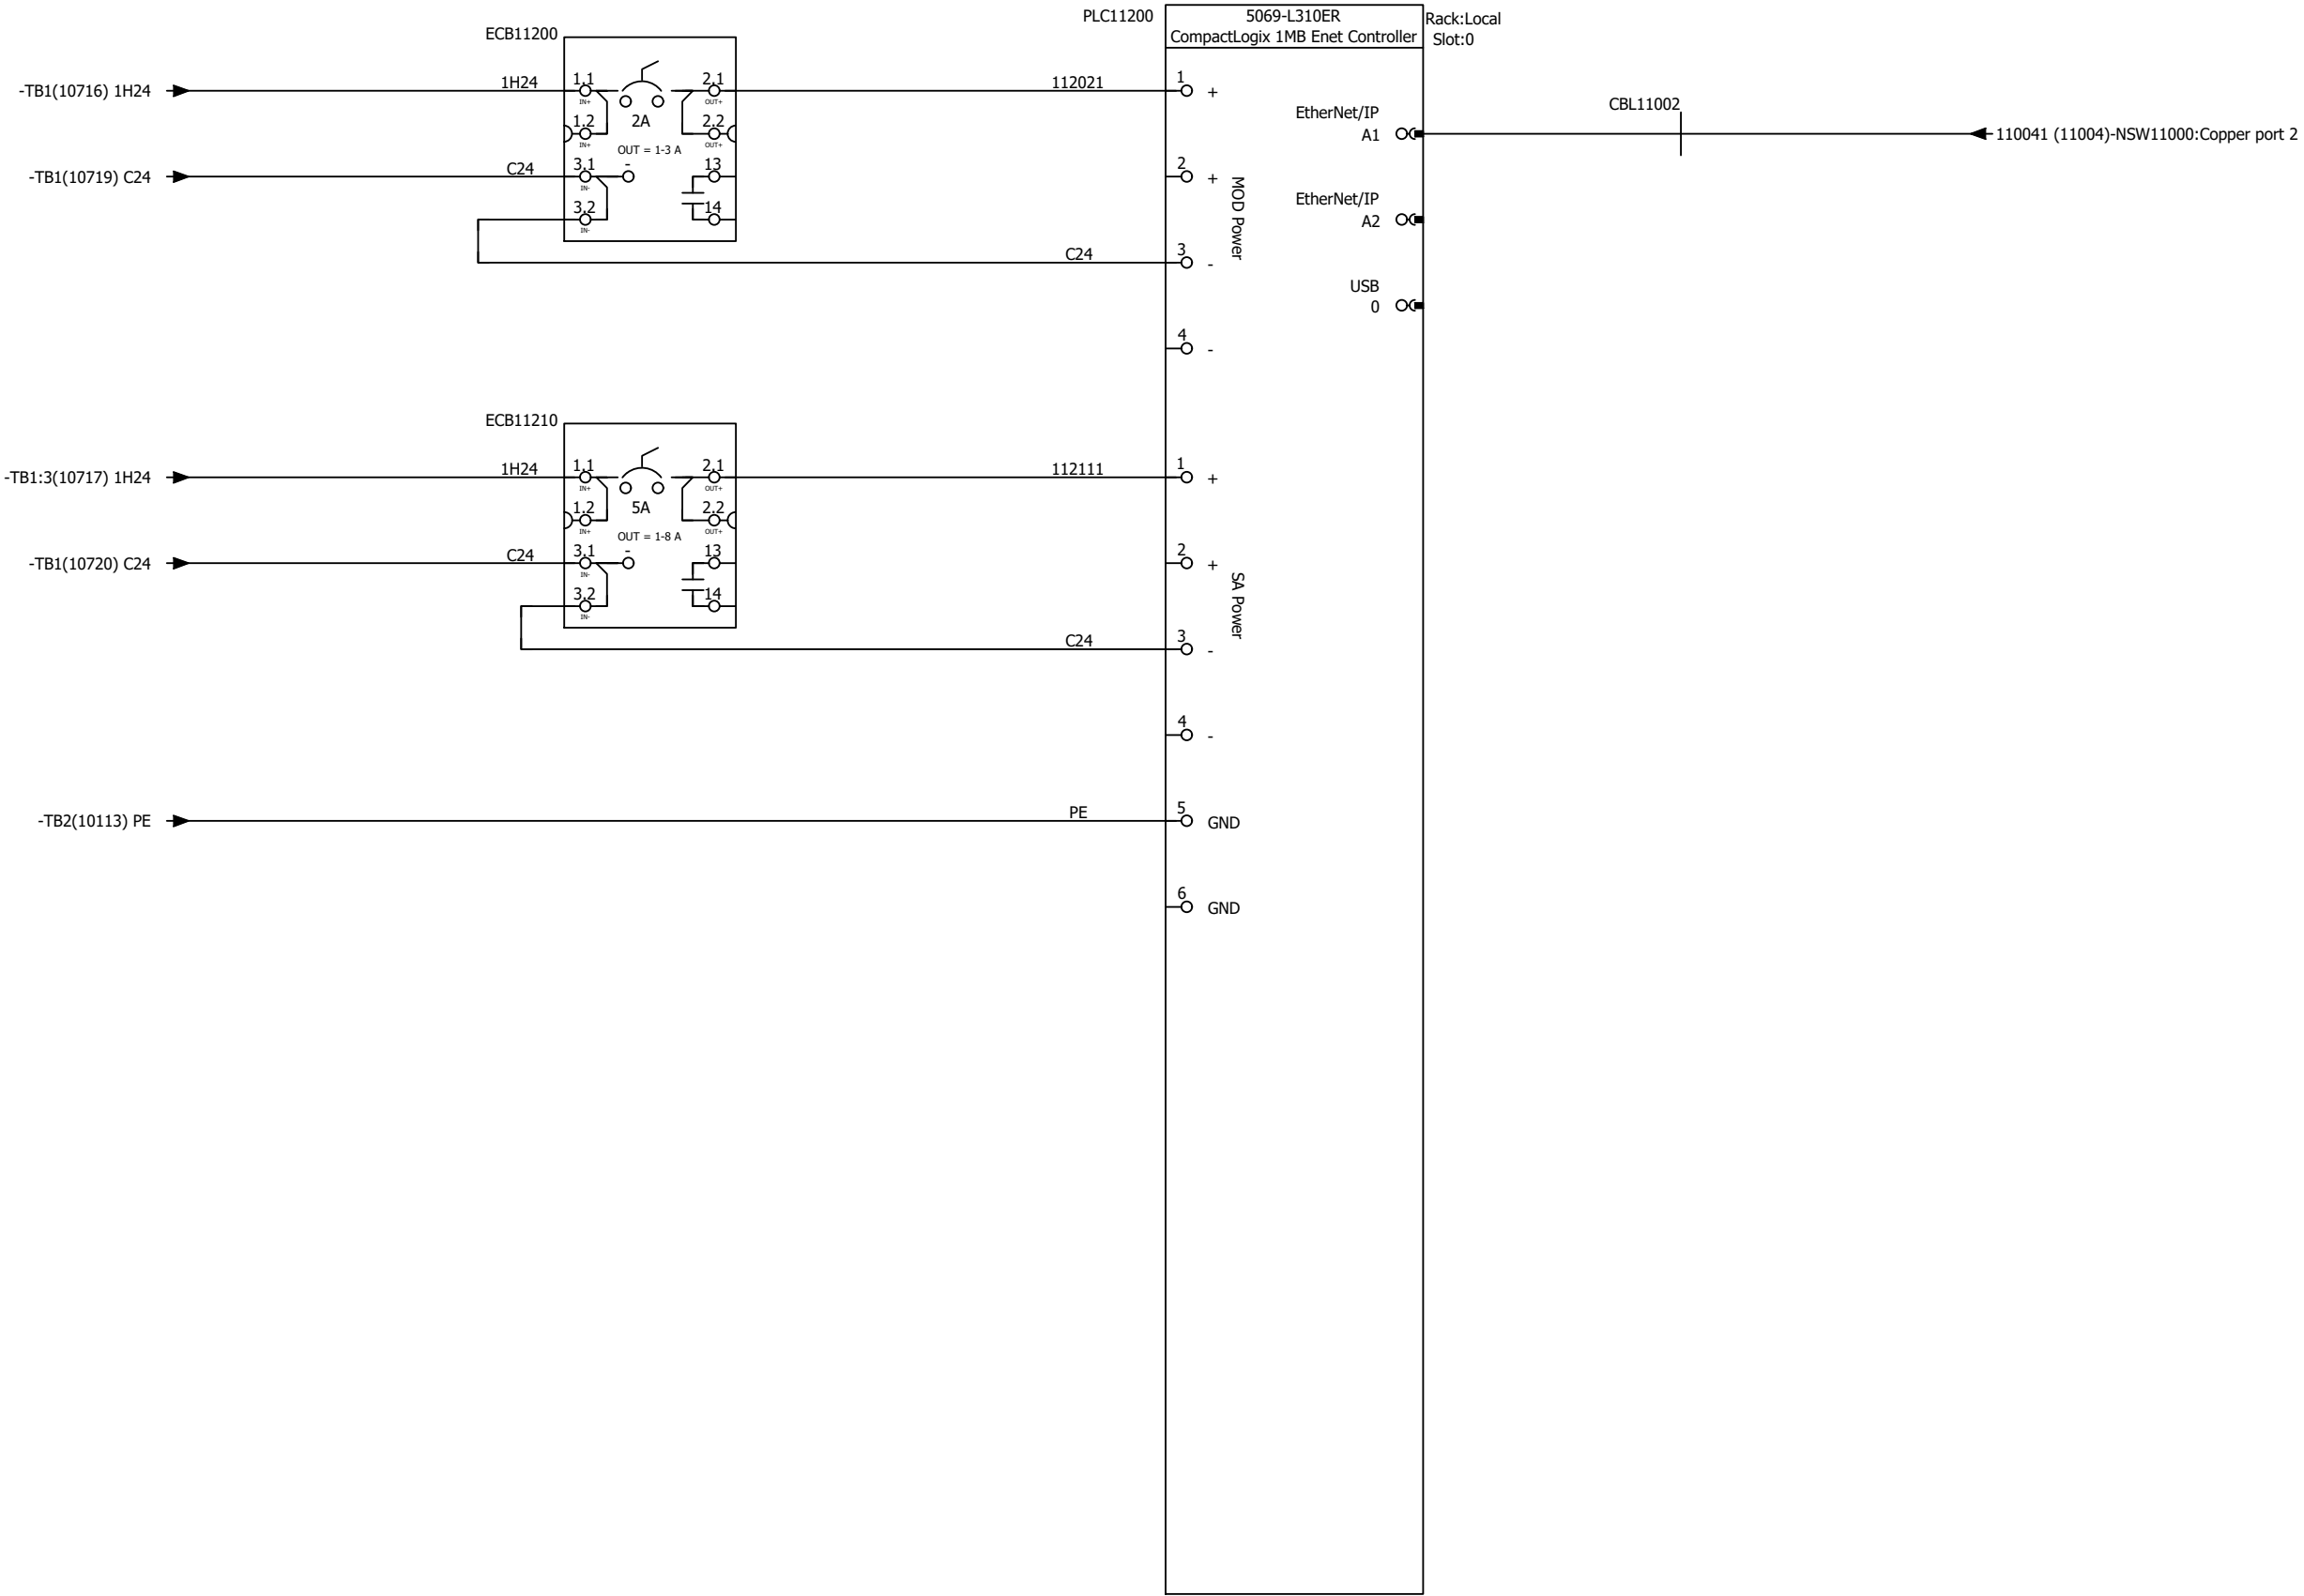 PLC11200
5069-L310ER
CompactLogix 1MB Enet Controller
Rack:Local
Slot:0
ECB11200
-TB1(10716) 1H24
1H24
1.1
IN+
2.1
OUT+
112021
1
+
1.2
IN+
2A
2.2
OUT+
OUT = 1-3 A
-TB1(10719) C24
C24
3.1
IN-
-
13
2
+
3.2
IN-
14
MOD Power
C24
3
-
4
-
EtherNet/IP
A1
CBL11002
110041 (11004)-NSW11000:Copper port 2
EtherNet/IP
A2
USB
0
ECB11210
-TB1:3(10717) 1H24
1H24
1.1
IN+
2.1
OUT+
112111
1
+
1.2
IN+
5A
2.2
OUT+
OUT = 1-8 A
-TB1(10720) C24
C24
3.1
IN-
-
13
2
+
3.2
IN-
14
SA Power
C24
3
-
4
-
-TB2(10113) PE
PE
5
GND
6
GND